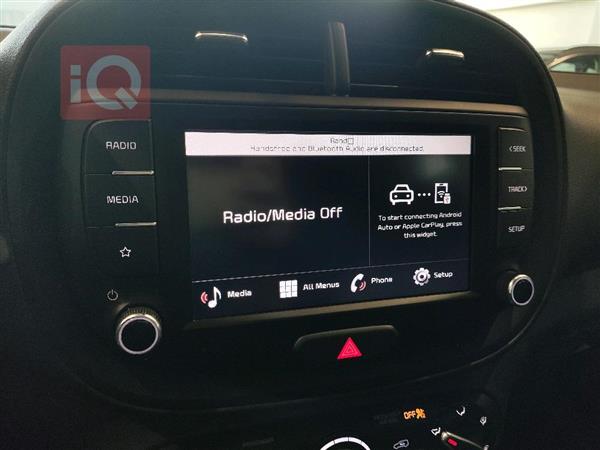 iQ
RADIO
MEDIA
Handsfree and Bluetooth Audio are disconnected.
Radio/Media Off
To start connecting Android
Auto or Apple CarPlay, press
this widget.
Media
All Menus
Phone
Setup
< SEEK
TRACK >
SETUP
OFF